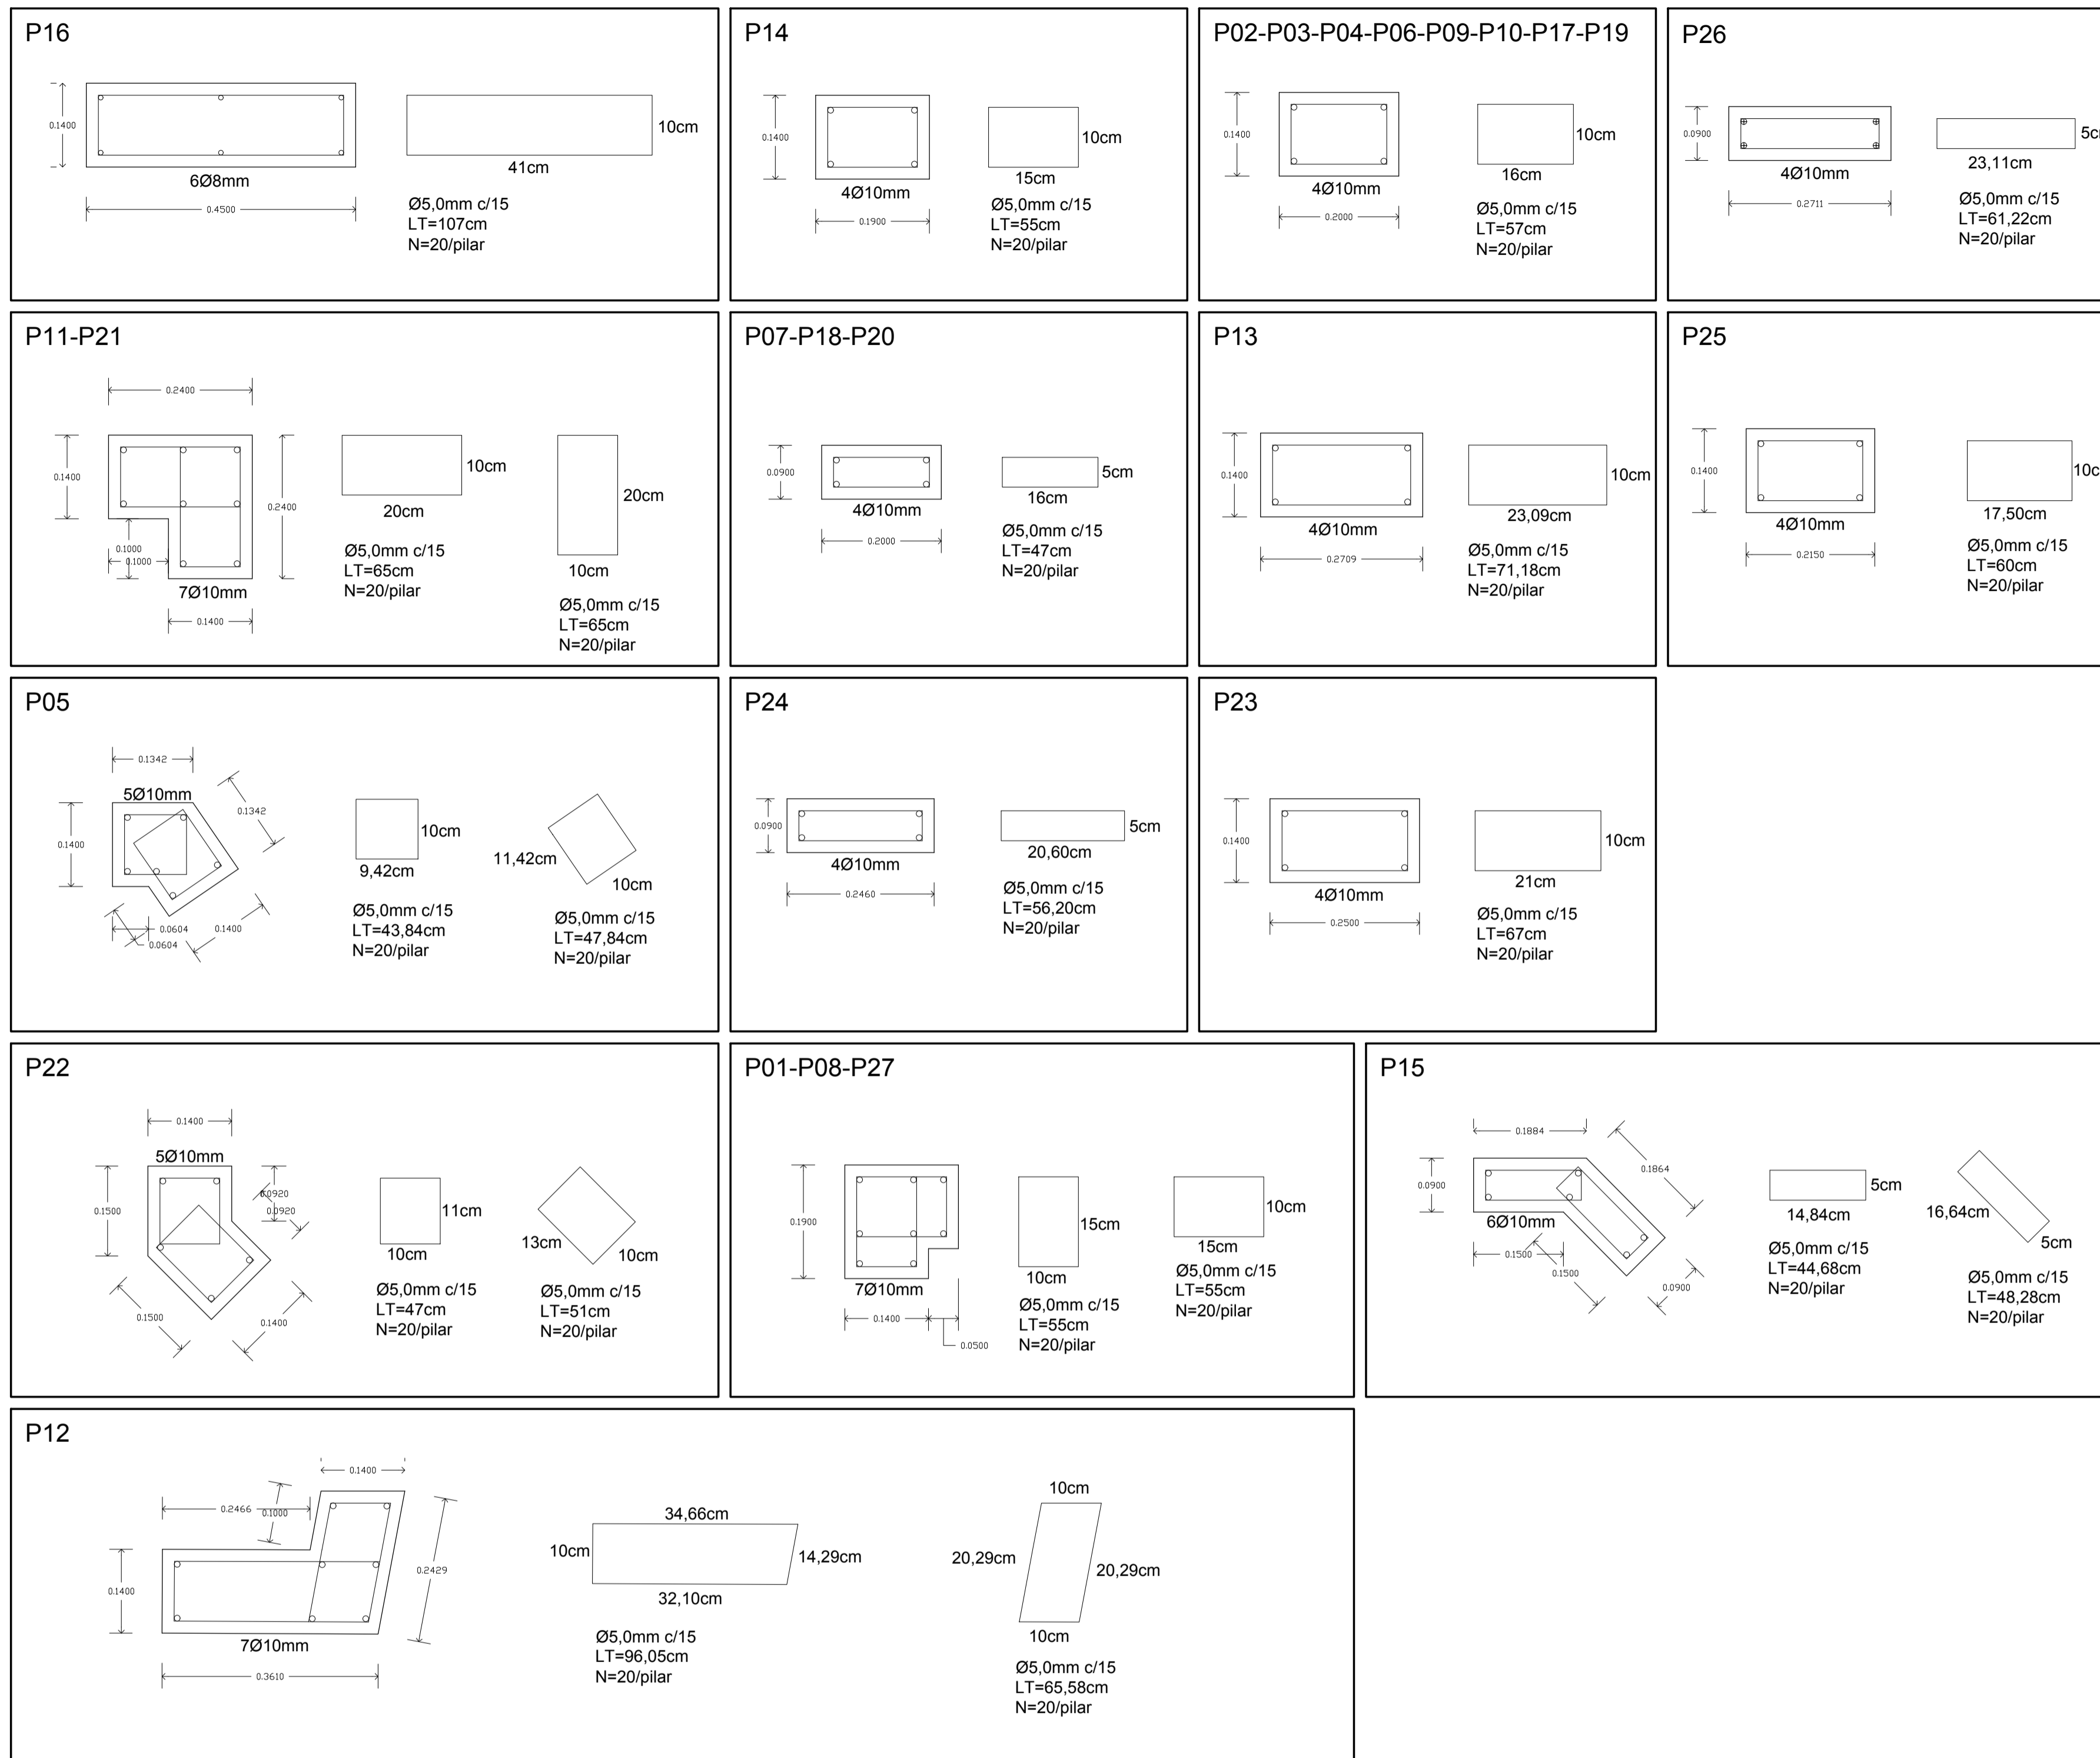 P16
0.1400
6Ø8mm
0.4500
10cm
41cm
Ø5,0mm c/15
LT=107cm
N=20/pilar
P14
0.1400
4Ø10mm
0.1900
10cm
15cm
Ø5,0mm c/15
LT=55cm
N=20/pilar
P02-P03-P04-P06-P09-P10-P17-P19
0.1400
4Ø10mm
0.2000
10cm
16cm
Ø5,0mm c/15
LT=57cm
N=20/pilar
P26
0.0900
4Ø10mm
0.2711
23,11cm
Ø5,0mm c/15
LT=61,22cm
N=20/pilar
P11-P21
0.2400
0.1400
0.2400
0.1000
0.1000
7Ø10mm
0.1400
10cm
20cm
Ø5,0mm c/15
LT=65cm
N=20/pilar
20cm
10cm
Ø5,0mm c/15
LT=65cm
N=20/pilar
P07-P18-P20
0.0900
4Ø10mm
0.2000
5cm
16cm
Ø5,0mm c/15
LT=47cm
N=20/pilar
P13
0.1400
4Ø10mm
0.2709
10cm
23,09cm
Ø5,0mm c/15
LT=71,18cm
N=20/pilar
P25
0.1400
4Ø10mm
0.2150
17,50cm
Ø5,0mm c/15
LT=60cm
N=20/pilar
P05
0.1342
5Ø10mm
0.1342
0.1400
0.0604
0.0604
0.1400
10cm
9,42cm
Ø5,0mm c/15
LT=43,84cm
N=20/pilar
11,42cm
10cm
Ø5,0mm c/15
LT=47,84cm
N=20/pilar
P24
0.0900
4Ø10mm
0.2460
5cm
20,60cm
Ø5,0mm c/15
LT=56,20cm
N=20/pilar
P23
0.1400
4Ø10mm
0.2500
10cm
21cm
Ø5,0mm c/15
LT=67cm
N=20/pilar
P22
0.1400
5Ø10mm
0.1500
0.0920
0.0920
0.1500
0.1400
11cm
10cm
Ø5,0mm c/15
LT=47cm
N=20/pilar
13cm
10cm
Ø5,0mm c/15
LT=51cm
N=20/pilar
P01-P08-P27
0.1900
7Ø10mm
0.1400
0.0500
15cm
10cm
Ø5,0mm c/15
LT=55cm
N=20/pilar
10cm
15cm
Ø5,0mm c/15
LT=55cm
N=20/pilar
P15
0.1884
0.1864
0.0900
6Ø10mm
0.1500
0.1500
0.0900
5cm
14,84cm
Ø5,0mm c/15
LT=44,68cm
N=20/pilar
16,64cm
5cm
Ø5,0mm c/15
LT=48,28cm
N=20/pilar
P12
0.1400
0.2466
0.1000
0.1400
0.2429
7Ø10mm
0.3610
34,66cm
10cm
14,29cm
32,10cm
Ø5,0mm c/15
LT=96,05cm
N=20/pilar
10cm
20,29cm
20,29cm
10cm
Ø5,0mm c/15
LT=65,58cm
N=20/pilar